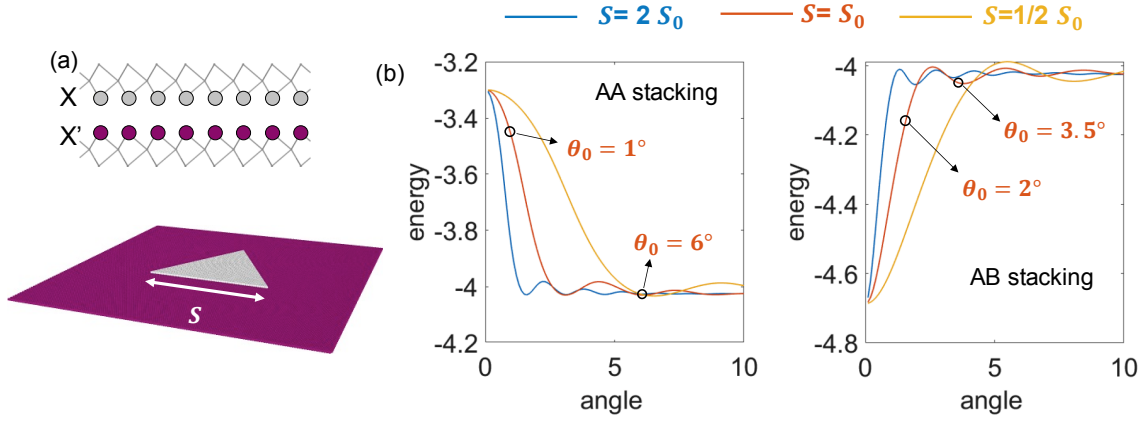 S= 2 S₀
S= S₀
S=1/2 S₀
(a)
X
X'
S
(b)
-3.2
-3.4
-3.6
-3.8
-4
-4.2
energy
0
5
10
angle
AA stacking
θ₀ = 1°
θ₀ = 6°
-4
-4.2
-4.4
-4.6
-4.8
energy
0
5
10
angle
θ₀ = 3.5°
θ₀ = 2°
AB stacking